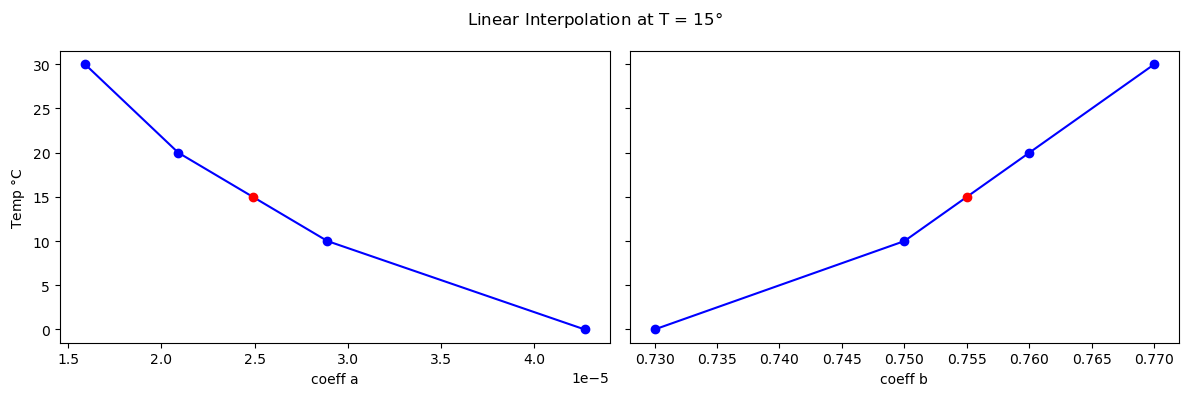 Linear Interpolation at T = 15°
Temp °C
30
25
20
15
10
5
0
1.5 2.0 2.5 3.0 3.5 4.0
1e−5
coeff a
0.730 0.735 0.740 0.745 0.750 0.755 0.760 0.765 0.770
coeff b